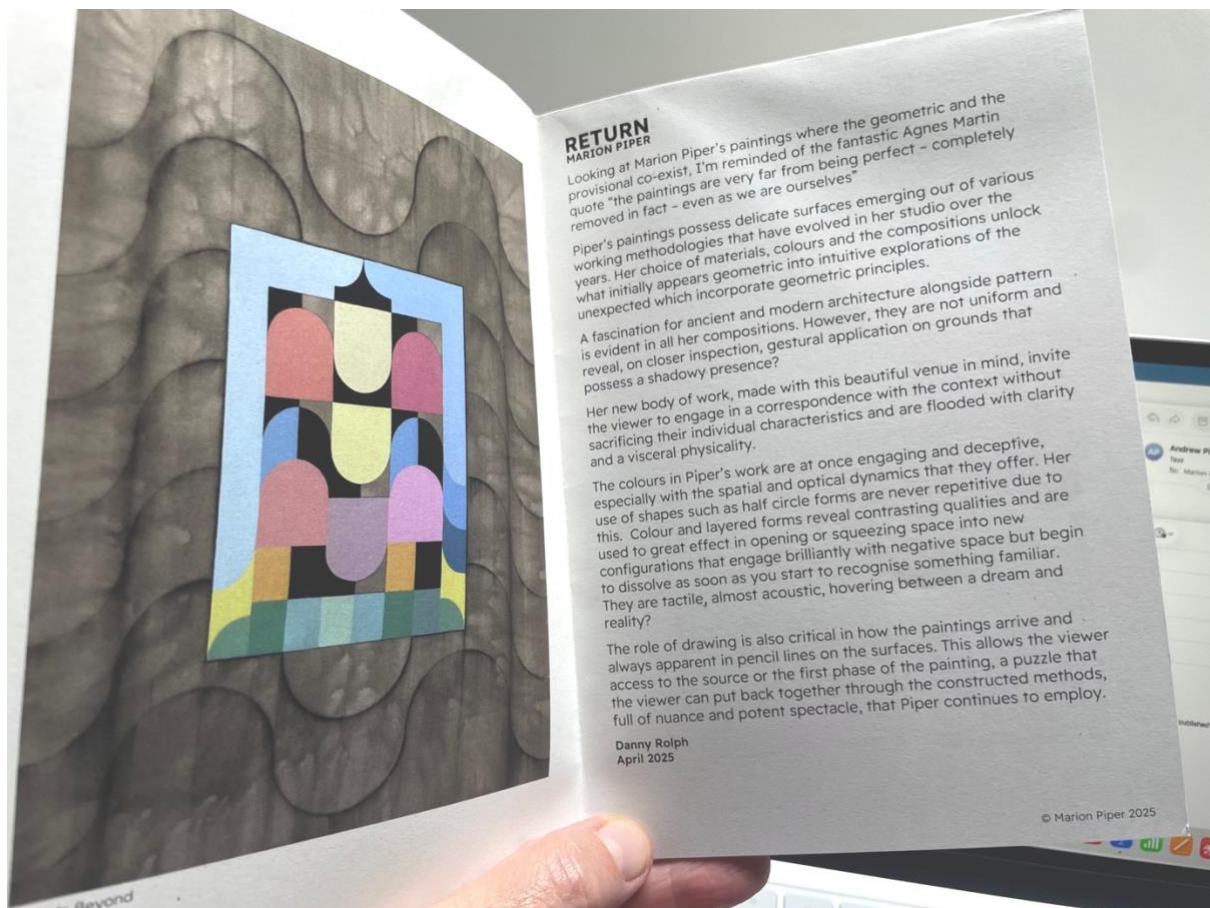 RETURN
MARION PIPER
Looking at Marion Piper's paintings where the geometric and the
provisional co-exist, I'm reminded of the fantastic Agnes Martin
quote "the paintings are very far from being perfect – completely
removed in fact – even as we are ourselves"
Piper's paintings possess delicate surfaces emerging out of various
working methodologies that have evolved in her studio over the
years. Her choice of materials, colours and the compositions unlock
what initially appears geometric into intuitive explorations of the
unexpected which incorporate geometric principles.
A fascination for ancient and modern architecture alongside pattern
is evident in all her compositions. However, they are not uniform and
reveal, on closer inspection, gestural application on grounds that
possess a shadowy presence?
Her new body of work, made with this beautiful venue in mind, invite
the viewer to engage in a correspondence with the context without
sacrificing their individual characteristics and are flooded with clarity
and a visceral physicality.
The colours in Piper's work are at once engaging and deceptive,
especially with the spatial and optical dynamics that they offer. Her
use of shapes such as half circle forms are never repetitive due to
this. Colour and layered forms reveal contrasting qualities and are
used to great effect in opening or squeezing space into new
configurations that engage brilliantly with negative space but begin
to dissolve as soon as you start to recognise something familiar.
They are tactile, almost acoustic, hovering between a dream and
reality?
The role of drawing is also critical in how the paintings arrive and
always apparent in pencil lines on the surfaces. This allows the viewer
access to the source or the first phase of the painting, a puzzle that
the viewer can put back together through the constructed methods,
full of nuance and potent spectacle, that Piper continues to employ.
Danny Rolph
April 2025
© Marion Piper 2025
Beyond
AP
Andrew
To: Marion